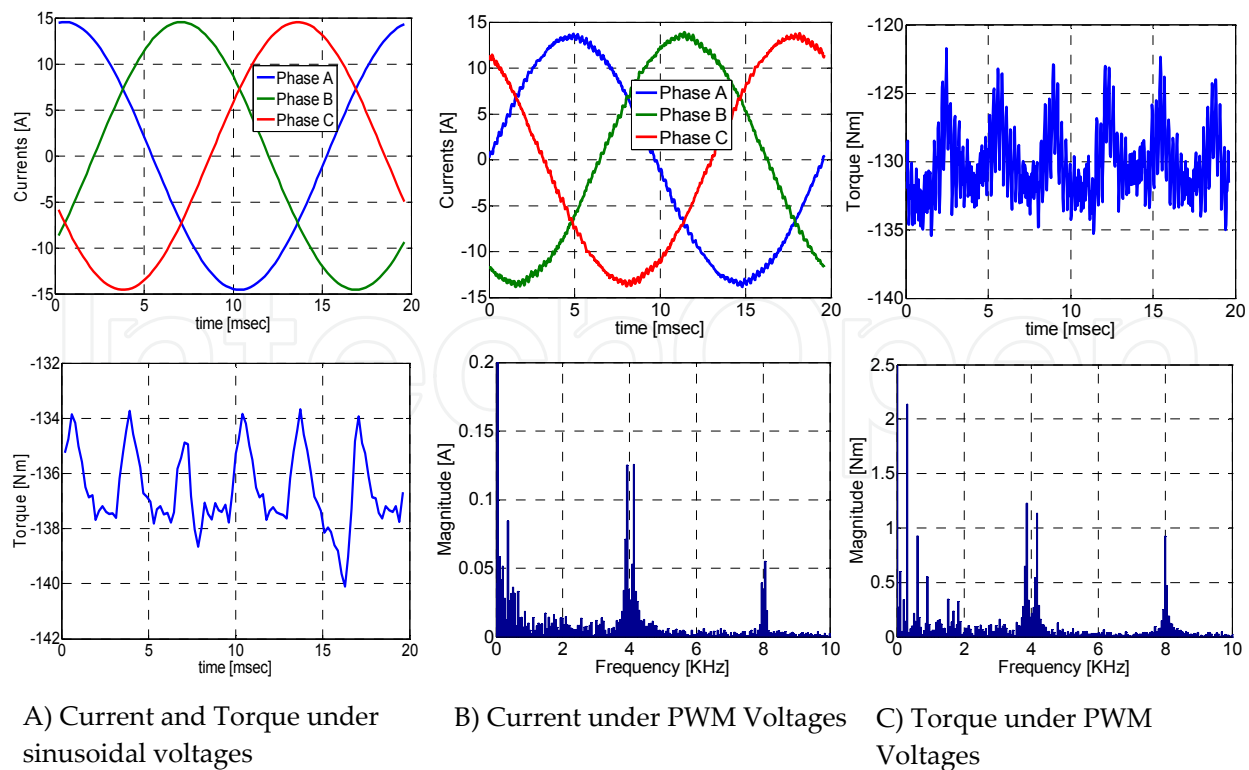 15
10
5
0
-5
-10
15
0 5 10 15 20
Currents [A]
time [msec]
Phase A
Phase B
Phase C
15
10
5
0
-5
-10
-15
0 5 10 15 20
Currents [A]
time [msec]
Phase A
Phase B
Phase C
-120
-125
-130
-135
-140
0 5 10 15 20
Torque [Nm]
time [msec]
-132
-134
-136
-138
-140
-142
0 5 10 15 20
Torque [Nm]
time [msec]
0.2
0.15
0.1
0.05
0
2 4 6 8 10
Magnitude [A]
Frequency [KHz]
2.5
2
1.5
1
0.5
0
0 2 4 6 8 10
Magnitude [Nm]
Frequency [KHz]
IntechOpen
A) Current and Torque under
sinusoidal voltages
B) Current under PWM Voltages
C) Torque under PWM
Voltages